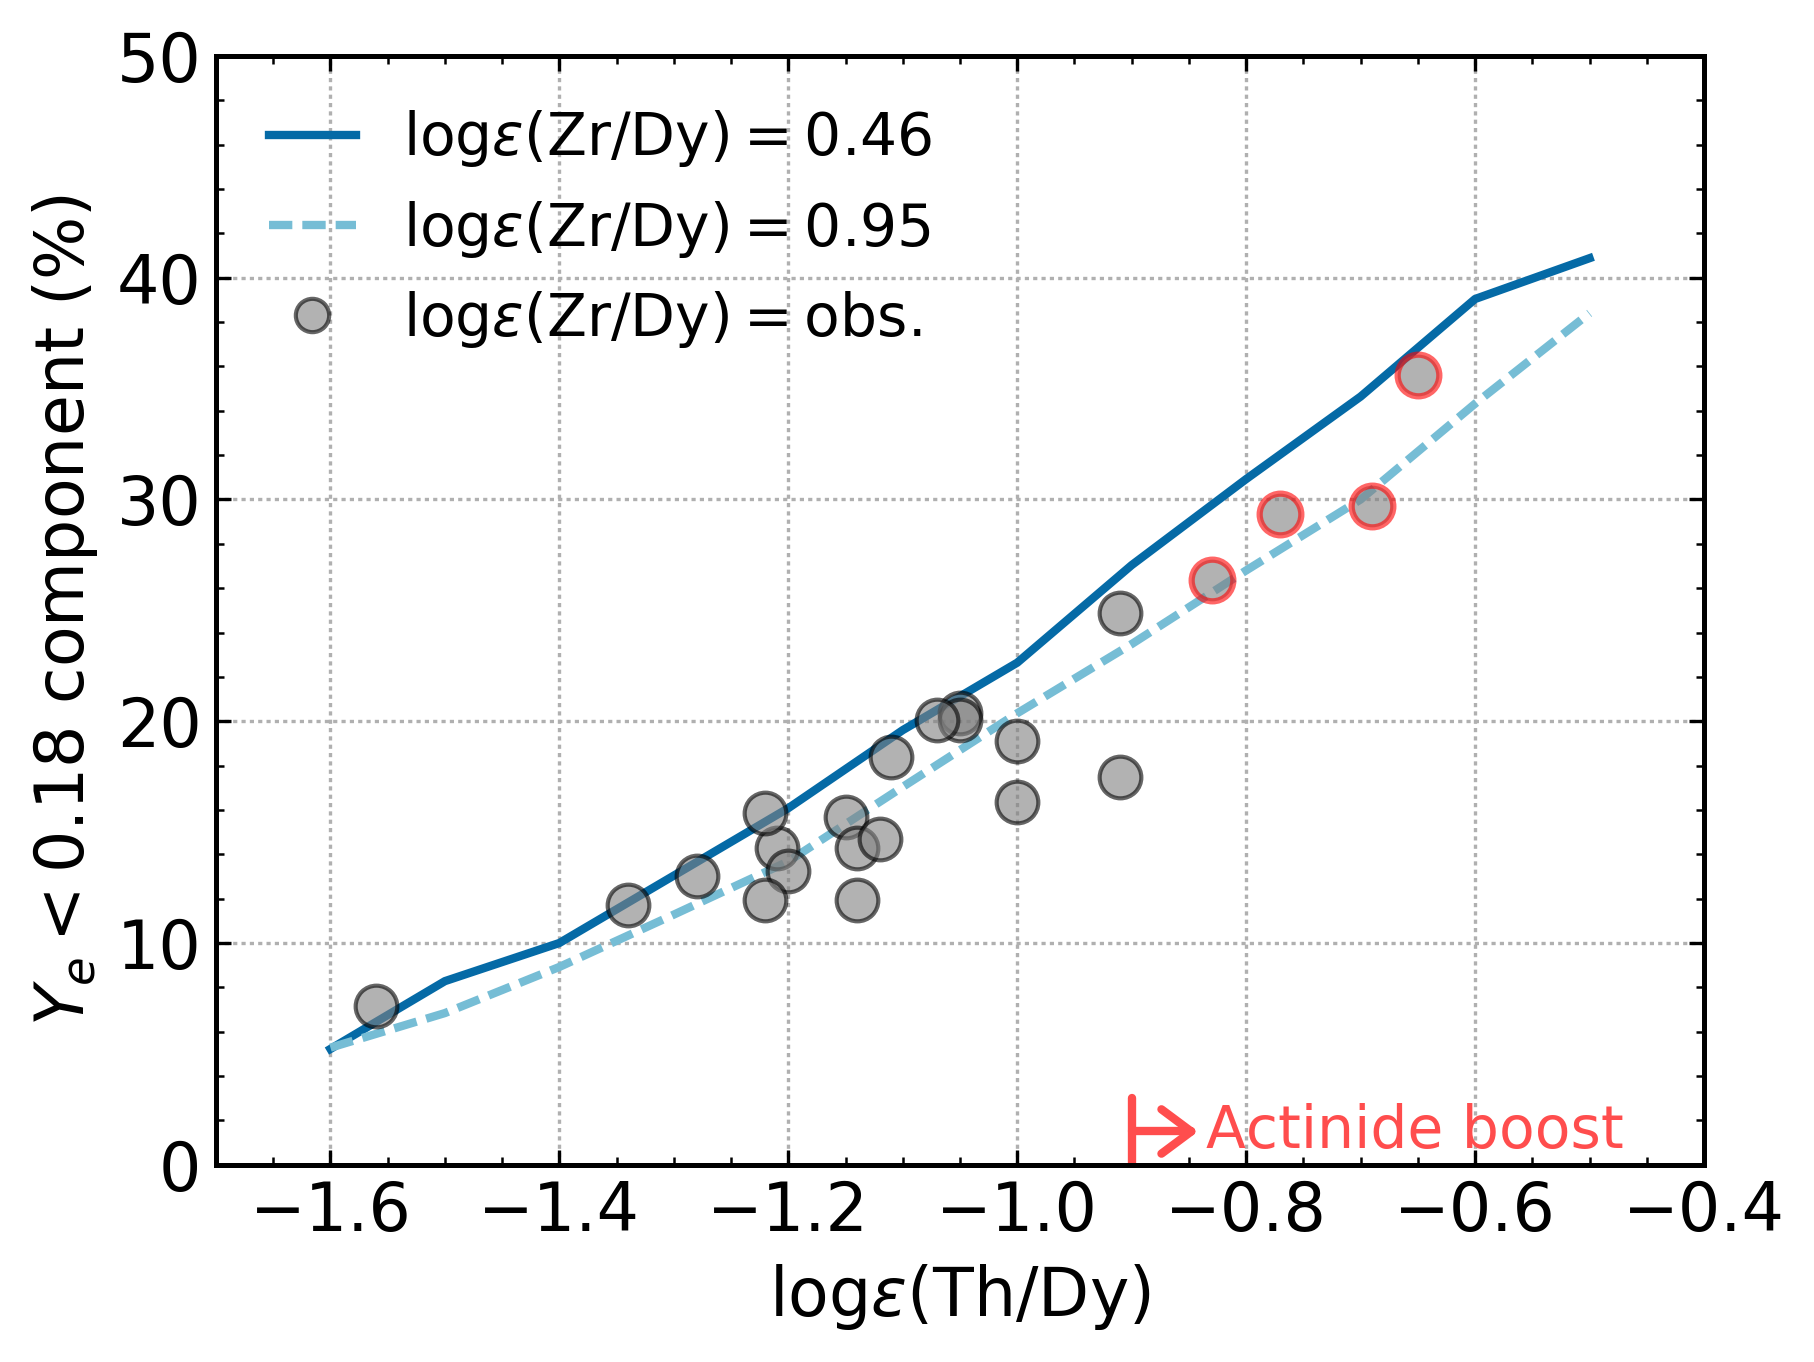 logε(Zr/Dy) = 0.46
logε(Zr/Dy) = 0.95
logε(Zr/Dy) = obs.
50
40
30
20
10
0
Yₑ < 0.18 component (%)
Actinide boost
−1.6 −1.4 −1.2 −1.0 −0.8 −0.6 −0.4
logε(Th/Dy)